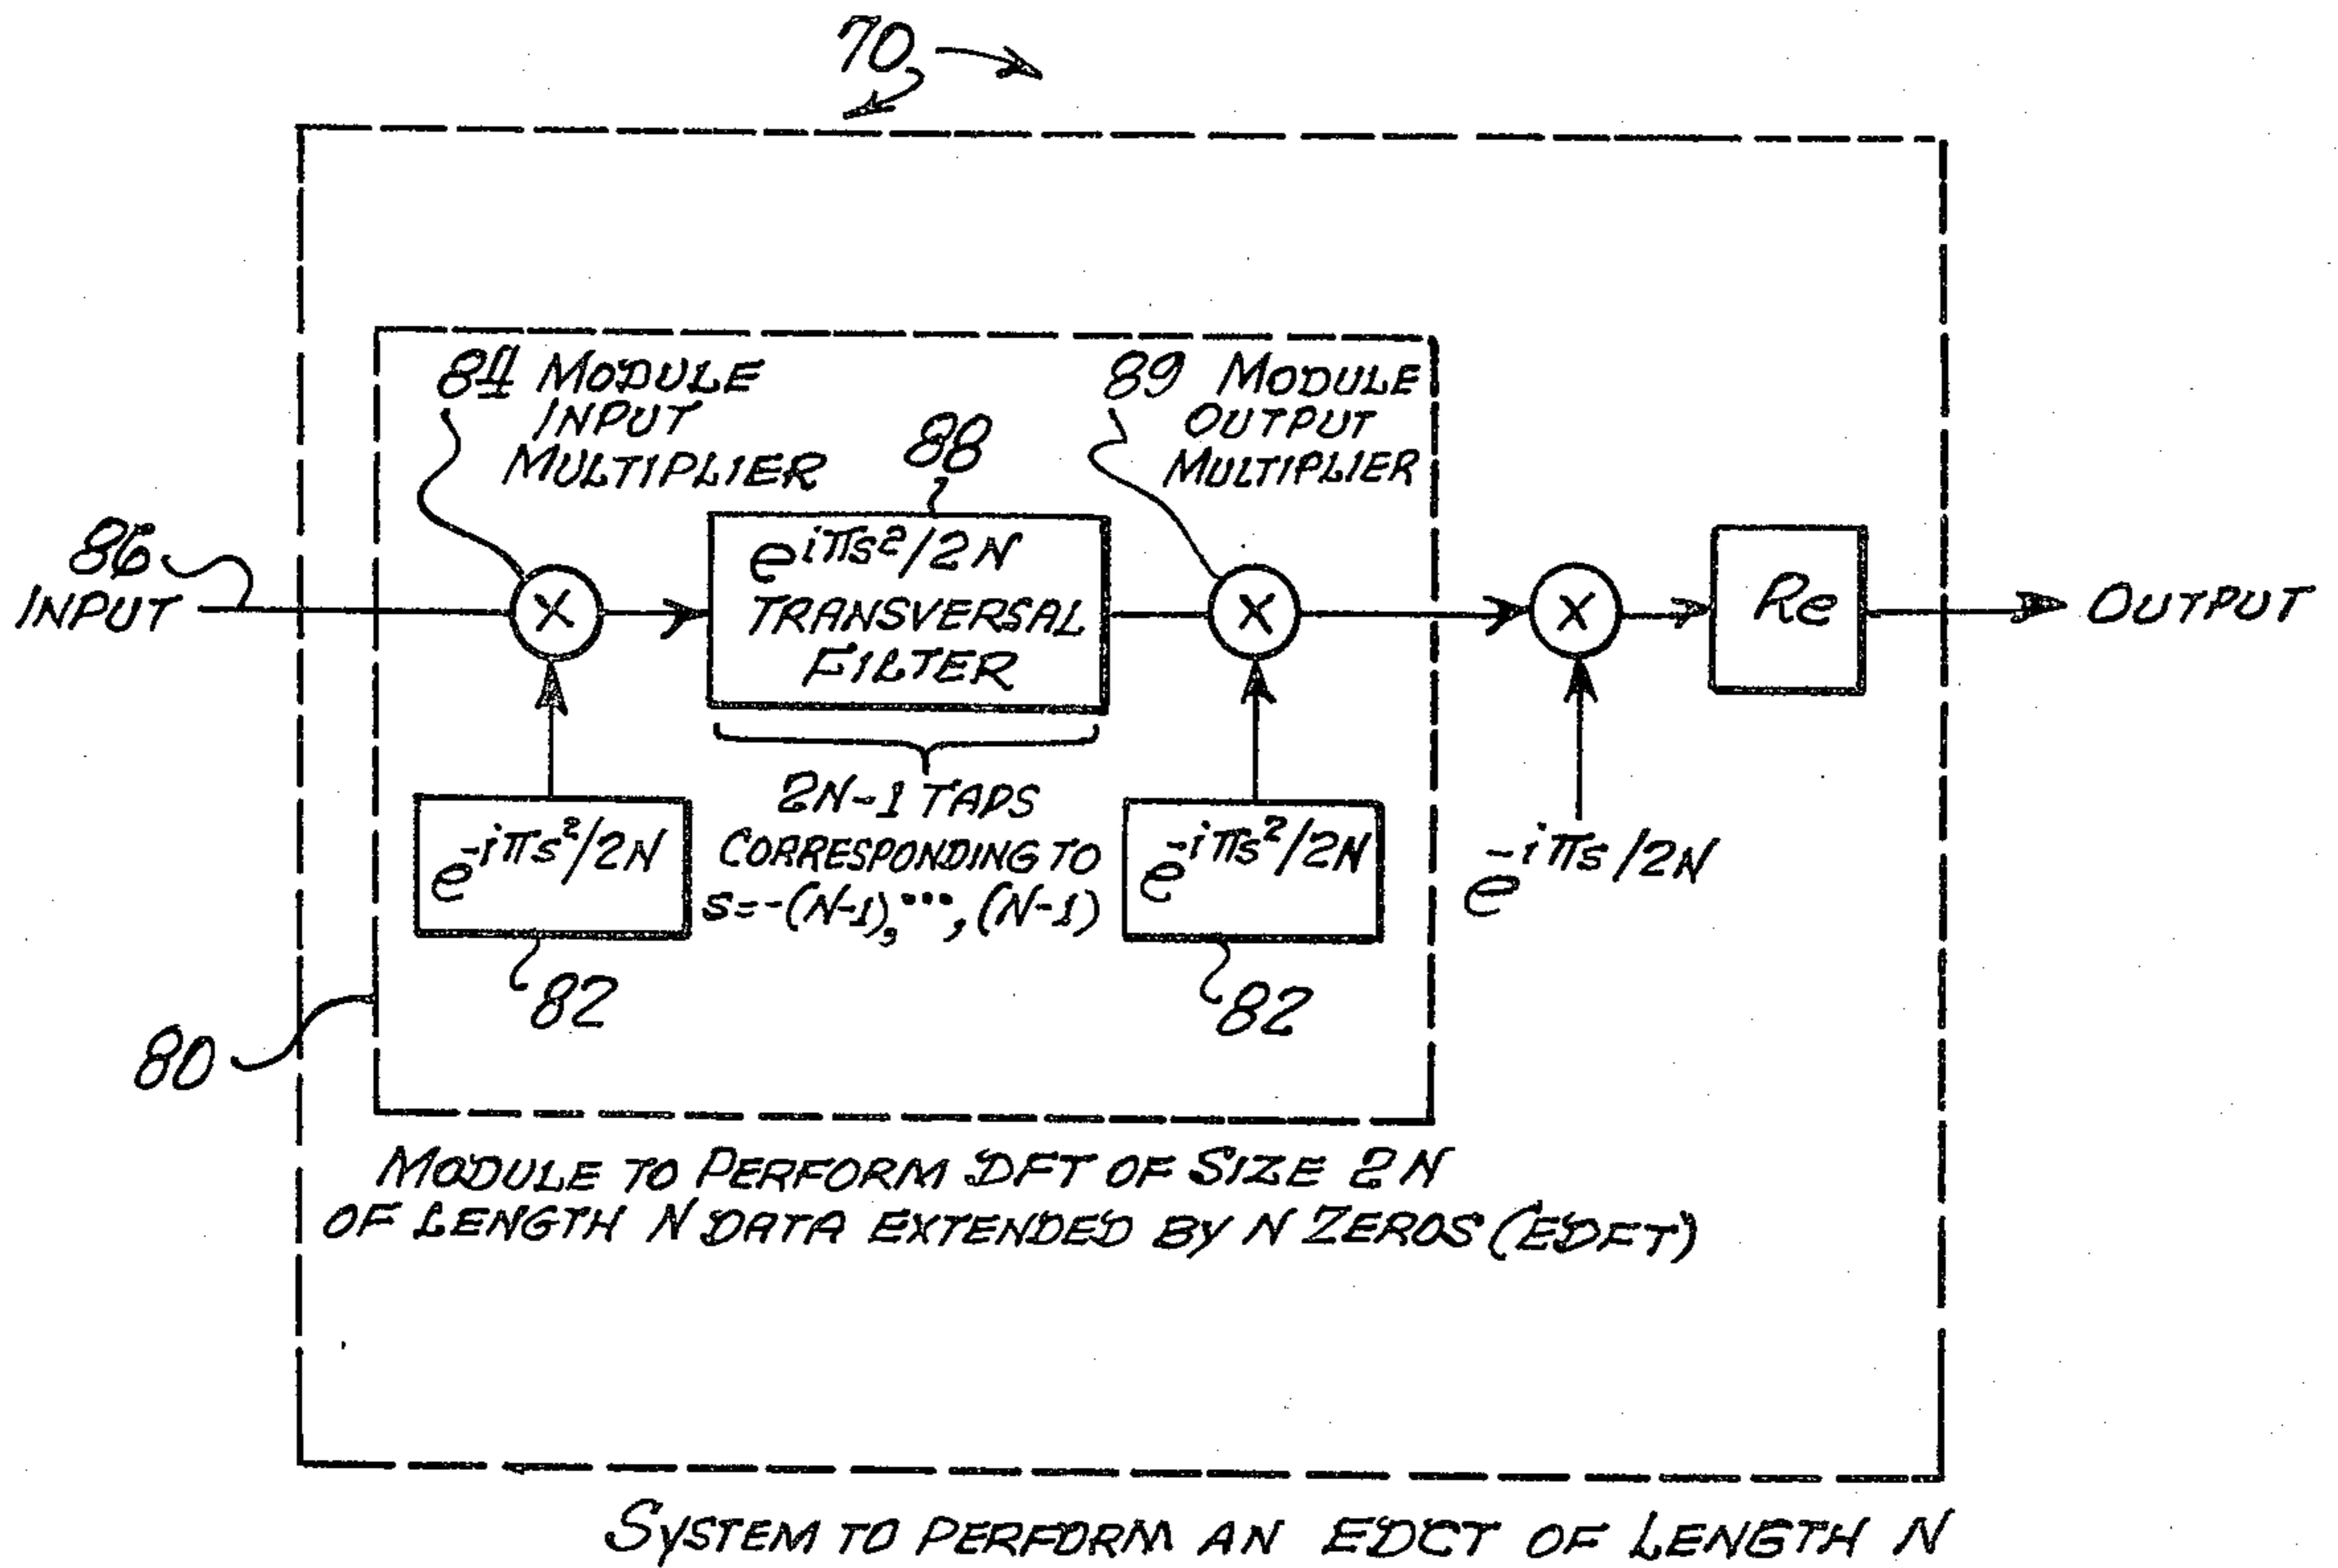 70
84 MODULE
INPUT
MULTIPLIER
88
89 MODULE
OUTPUT
MULTIPLIER
86
INPUT
X
e^{iπs²/2N}
TRANSVERSAL
FILTER
X
X
Re
OUTPUT
e^{-iπs²/2N}
2N-1 TAPS
CORRESPONDING TO
s=-(N-1),...,(N-1)
e^{-iπs²/2N}
e^{-iπs/2N}
82
82
80
MODULE TO PERFORM DFT OF SIZE 2N
OF LENGTH N DATA EXTENDED BY N ZEROS (EDFT)
SYSTEM TO PERFORM AN EDCT OF LENGTH N